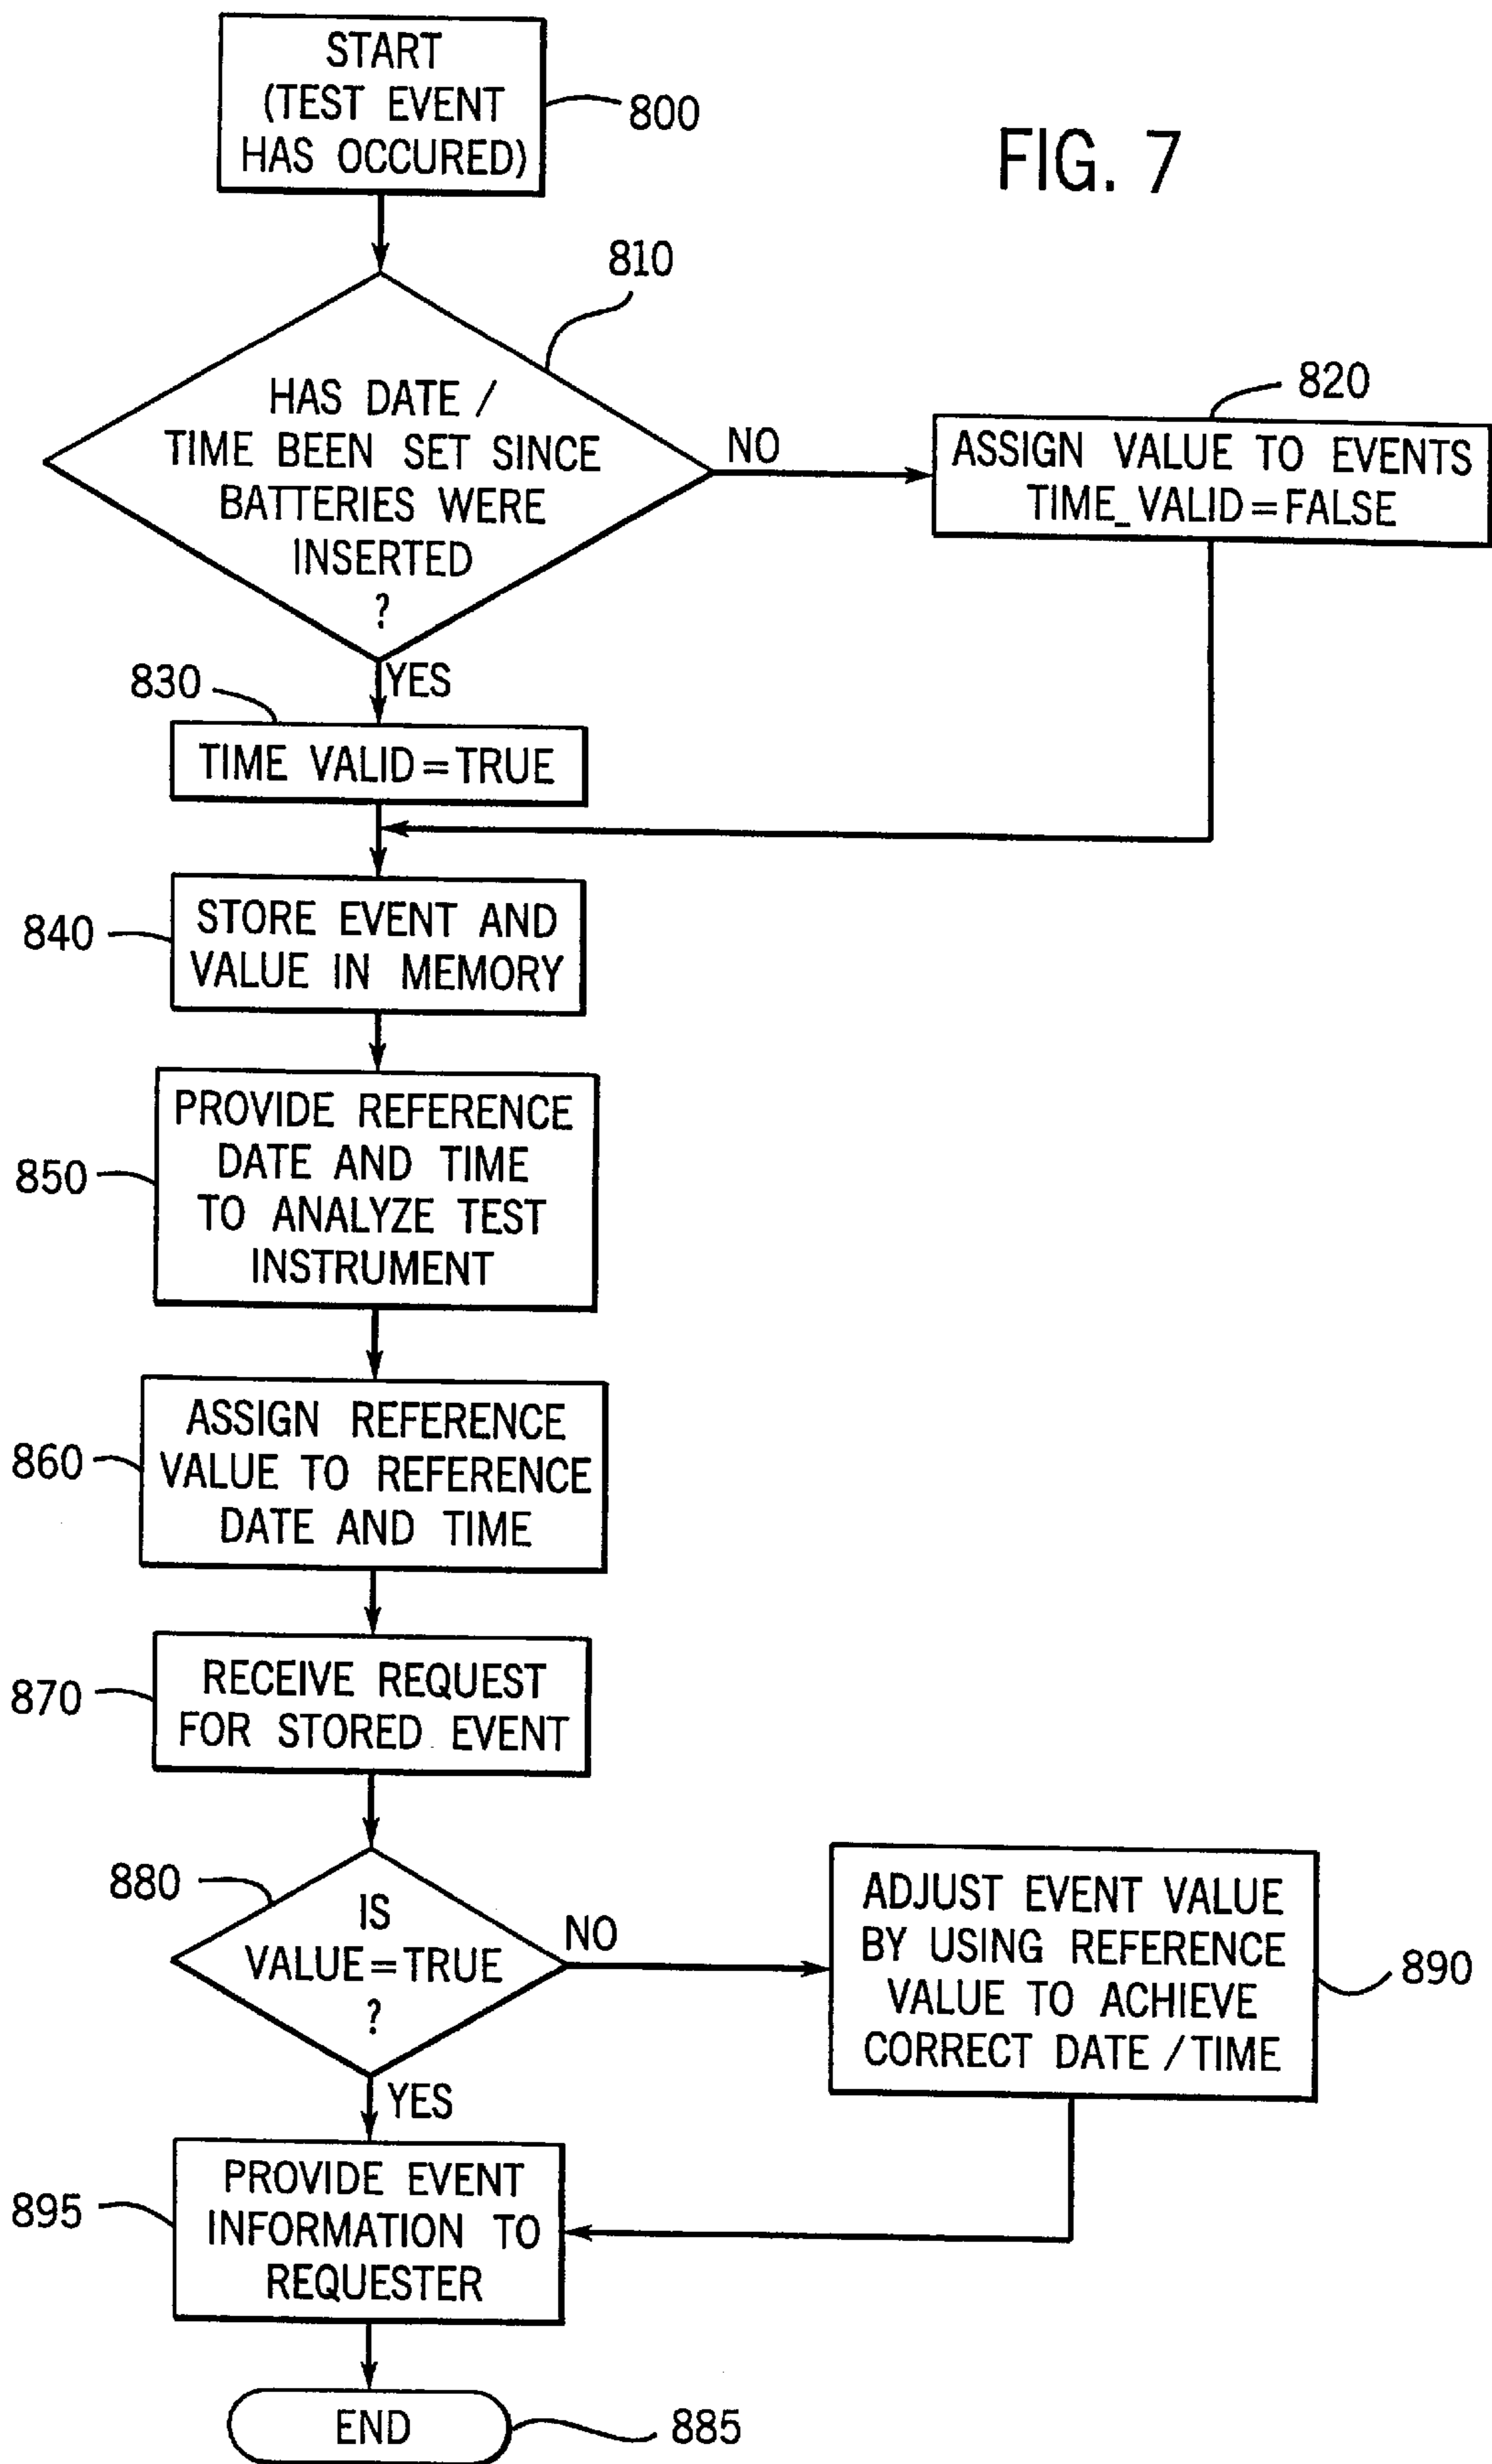 START
(TEST EVENT
HAS OCCURED)
800
FIG. 7
810
HAS DATE /
TIME BEEN SET SINCE
BATTERIES WERE
INSERTED
?
NO
820
ASSIGN VALUE TO EVENTS
TIME_VALID=FALSE
YES
830
TIME VALID=TRUE
840
STORE EVENT AND
VALUE IN MEMORY
850
PROVIDE REFERENCE
DATE AND TIME
TO ANALYZE TEST
INSTRUMENT
860
ASSIGN REFERENCE
VALUE TO REFERENCE
DATE AND TIME
870
RECEIVE REQUEST
FOR STORED EVENT
880
IS
VALUE=TRUE
?
NO
ADJUST EVENT VALUE
BY USING REFERENCE
VALUE TO ACHIEVE
CORRECT DATE /TIME
890
YES
895
PROVIDE EVENT
INFORMATION TO
REQUESTER
END
885